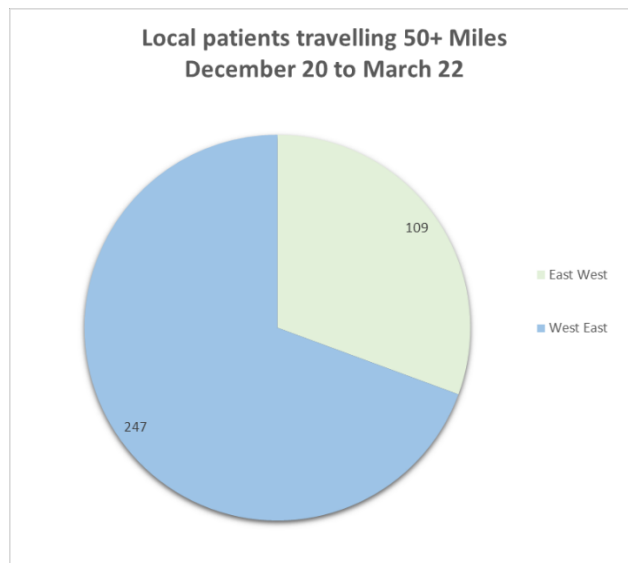 Local patients travelling 50+ Miles
December 20 to March 22
109
East West
West East
247